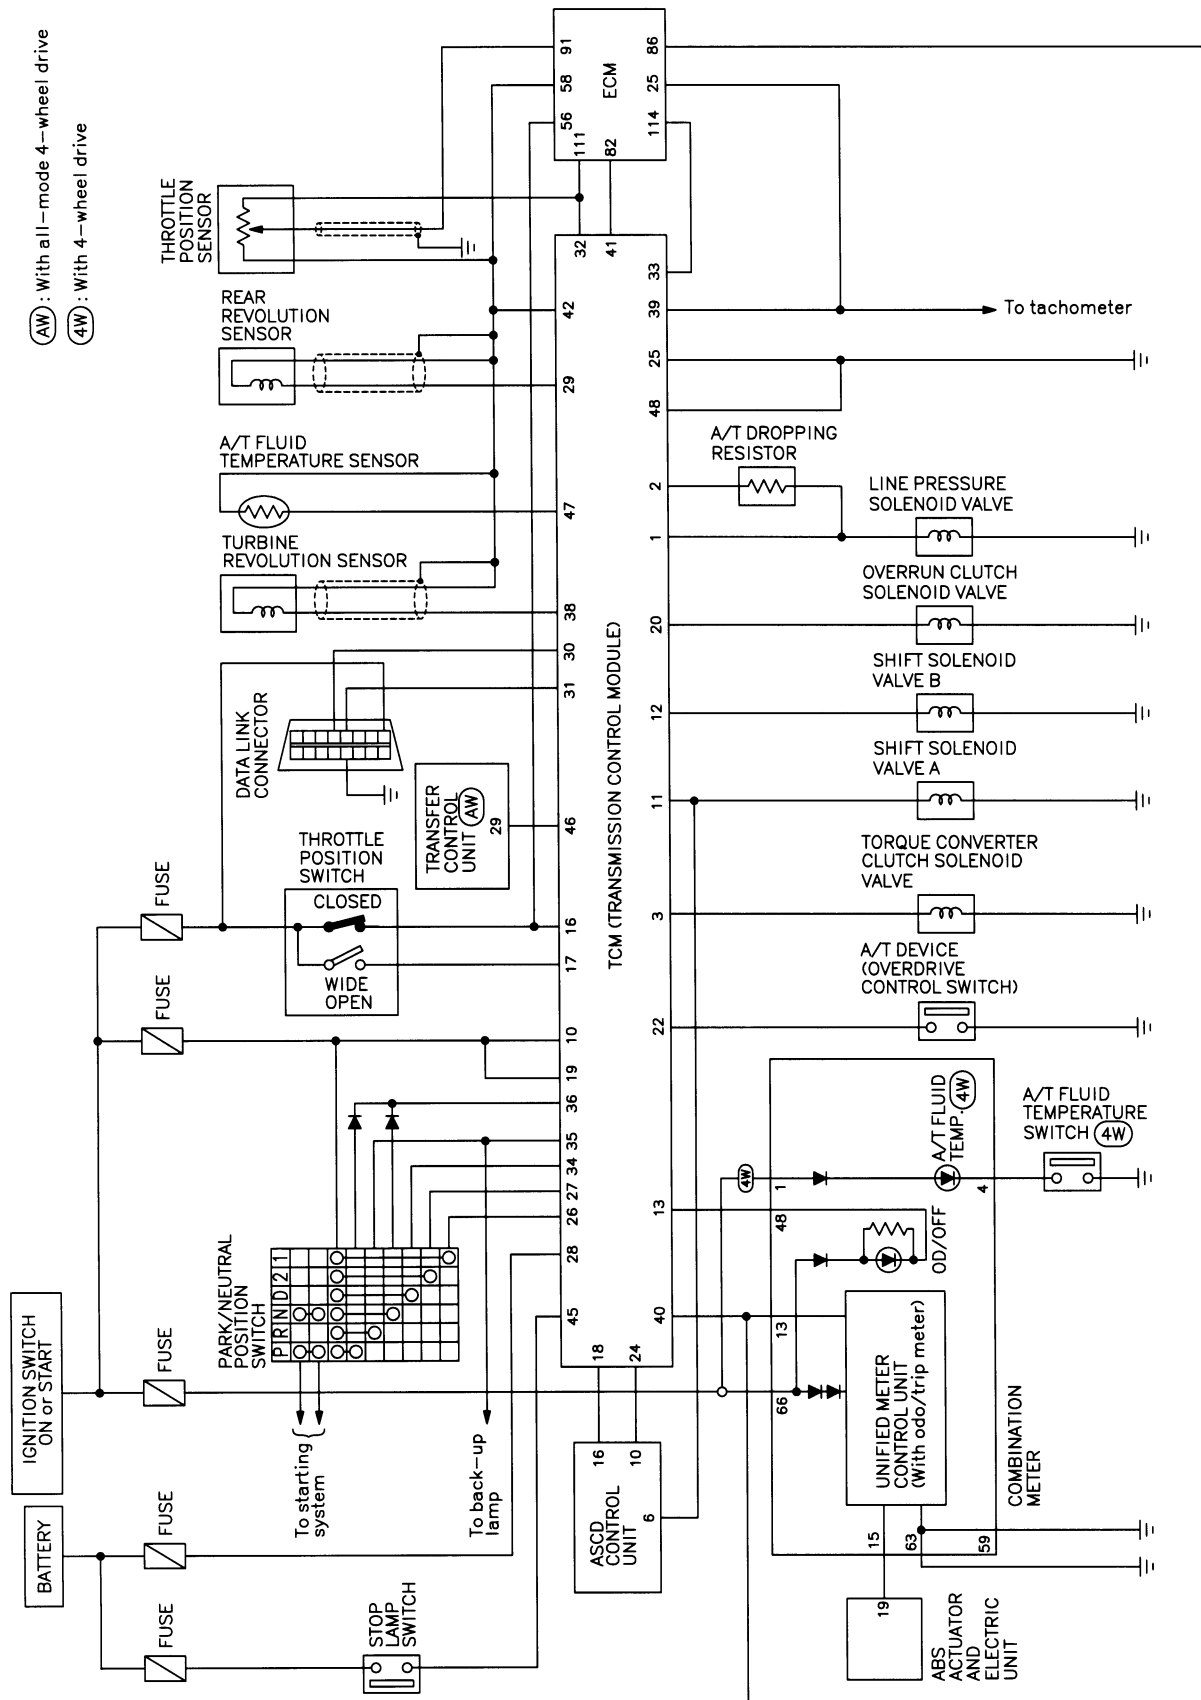 AW : With all-mode 4-wheel drive
4W : With 4-wheel drive
THROTTLE
POSITION
SENSOR
REAR
REVOLUTION
SENSOR
A/T FLUID
TEMPERATURE SENSOR
TURBINE
REVOLUTION SENSOR
DATA LINK
CONNECTOR
TRANSFER
CONTROL
UNIT AW
29
THROTTLE
POSITION
SWITCH
CLOSED
WIDE
OPEN
FUSE
FUSE
PARK/NEUTRAL
POSITION
SWITCH
P R N D 2 1
IGNITION SWITCH
ON or START
FUSE
To starting
system
To back-up
lamp
BATTERY
FUSE
FUSE
STOP
LAMP
SWITCH
ECM
91
58
56
111
82
86
25
114
TCM (TRANSMISSION CONTROL MODULE)
32
41
42
29
47
38
30
31
46
16
17
10
19
36
35
34
27
26
28
45
18
24
33
39
25
48
2
1
20
12
11
3
22
13
40
To tachometer
A/T DROPPING
RESISTOR
LINE PRESSURE
SOLENOID VALVE
OVERRUN CLUTCH
SOLENOID VALVE
SHIFT SOLENOID
VALVE B
SHIFT SOLENOID
VALVE A
TORQUE CONVERTER
CLUTCH SOLENOID
VALVE
A/T DEVICE
(OVERDRIVE
CONTROL SWITCH)
A/T FLUID
TEMP. 4W
A/T FLUID
TEMPERATURE
SWITCH 4W
4W
1
4
48
OD/OFF
13
66
UNIFIED METER
CONTROL UNIT
(With odo/trip meter)
COMBINATION
METER
15
63
59
ASCD
CONTROL
UNIT
16
10
6
19
ABS
ACTUATOR
AND
ELECTRIC
UNIT